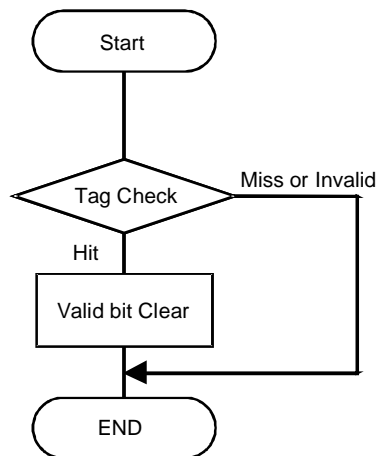 Start
Tag Check
Miss or Invalid
Hit
Valid bit Clear
END